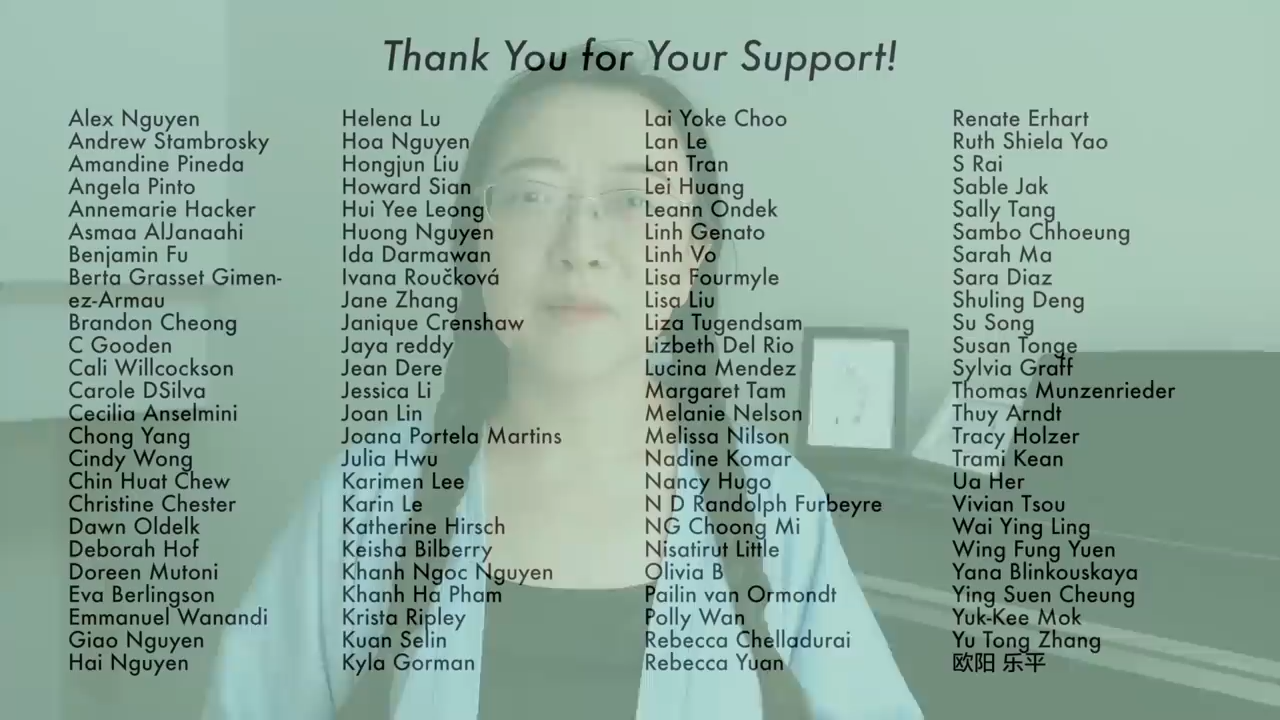 Thank You for Your Support!
Alex Nguyen
Andrew Stambrosky
Amandine Pineda
Angela Pinto
Annemarie Hacker
Asmaa AlJanaahi
Benjamin Fu
Berta Grasset Gimen-
ez-Armau
Brandon Cheong
C Gooden
Cali Willcockson
Carole DSilva
Cecilia Anselmini
Chong Yang
Cindy Wong
Chin Huat Chew
Christine Chester
Dawn Oldelk
Deborah Hof
Doreen Mutoni
Eva Berlingson
Emmanuel Wanandi
Giao Nguyen
Hai Nguyen
Helena Lu
Hoa Nguyen
Hongjun Liu
Howard Sian
Hui Yee Leong
Huong Nguyen
Ida Darmawan
Ivana Roučková
Jane Zhang
Janique Crenshaw
Jaya reddy
Jean Dere
Jessica Li
Joan Lin
Joana Portela Martins
Julia Hwu
Karimen Lee
Karin Le
Katherine Hirsch
Keisha Bilberry
Khanh Ngoc Nguyen
Khanh Ha Pham
Krista Ripley
Kuan Selin
Kyla Gorman
Lai Yoke Choo
Lan Le
Lan Tran
Lei Huang
Leann Ondek
Linh Genato
Linh Vo
Lisa Fourmyle
Lisa Liu
Liza Tugendsam
Lizbeth Del Rio
Lucina Mendez
Margaret Tam
Melanie Nelson
Melissa Nilson
Nadine Komar
Nancy Hugo
N D Randolph Furbeyre
NG Choong Mi
Nisatirut Little
Olivia B
Pailin van Ormondt
Polly Wan
Rebecca Chelladurai
Rebecca Yuan
Renate Erhart
Ruth Shiela Yao
S Rai
Sable Jak
Sally Tang
Sambo Chhoeung
Sarah Ma
Sara Diaz
Shuling Deng
Su Song
Susan Tonge
Sylvia Graff
Thomas Munzenrieder
Thuy Arndt
Tracy Holzer
Trami Kean
Ua Her
Vivian Tsou
Wai Ying Ling
Wing Fung Yuen
Yana Blinkouskaya
Ying Suen Cheung
Yuk-Kee Mok
Yu Tong Zhang
欧阳 乐平